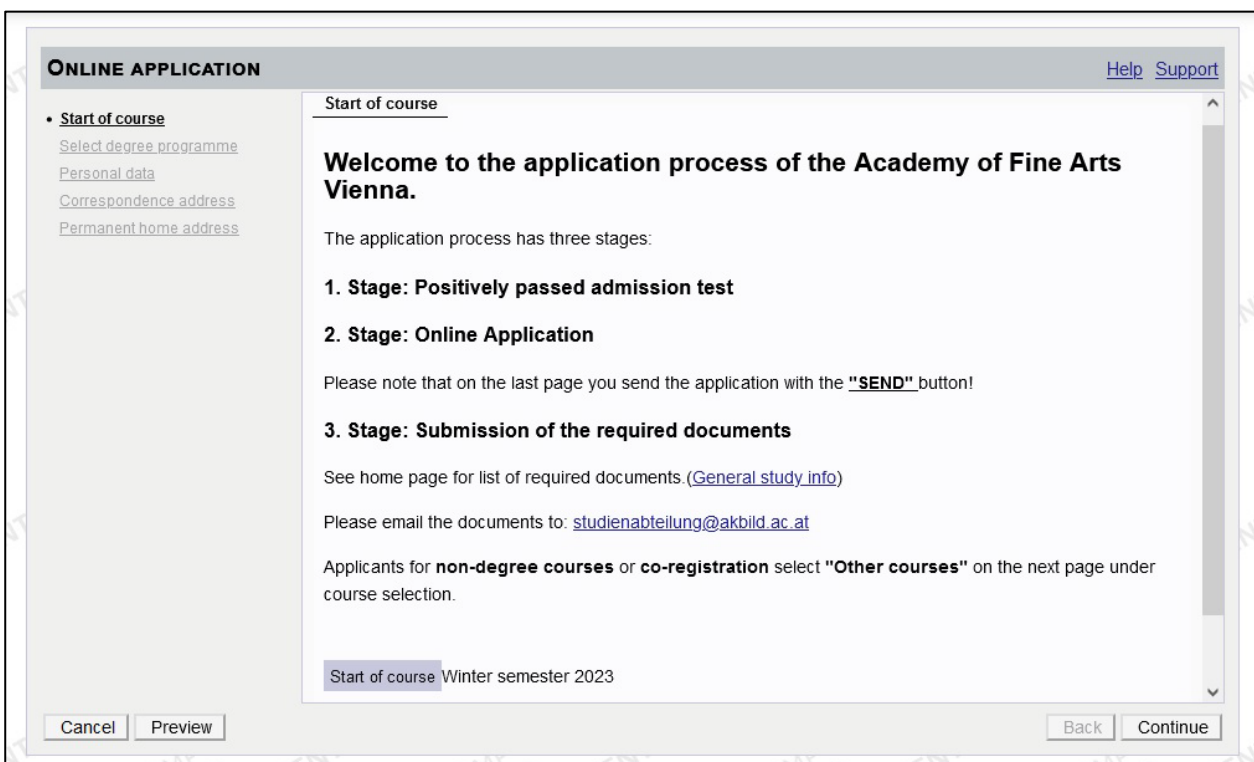 ONLINE APPLICATION
Help Support
• Start of course
Select degree programme
Personal data
Correspondence address
Permanent home address
Start of course
Welcome to the application process of the Academy of Fine Arts
Vienna.
The application process has three stages:
1. Stage: Positively passed admission test
2. Stage: Online Application
Please note that on the last page you send the application with the "SEND" button!
3. Stage: Submission of the required documents
See home page for list of required documents.(General study info)
Please email the documents to: studienabteilung@akbild.ac.at
Applicants for non-degree courses or co-registration select "Other courses" on the next page under
course selection.
Start of course Winter semester 2023
Cancel Preview Back Continue